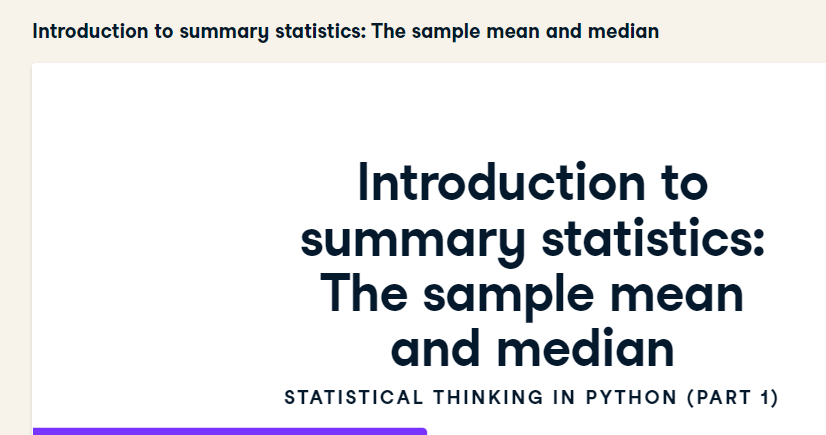 Introduction to summary statistics: The sample mean and median
Introduction to
summary statistics:
The sample mean
and median
STATISTICAL THINKING IN PYTHON (PART 1)